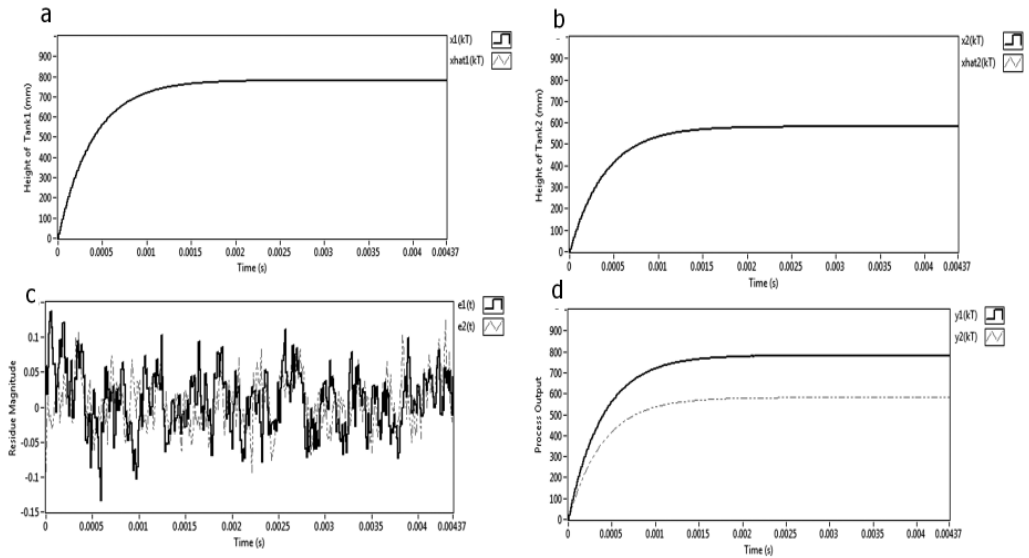 a
x1(kT)
xhat1(kT)
Height of Tank1 (mm)
900
800
700
600
500
400
300
200
100
0
0 0.0005 0.001 0.0015 0.002 0.0025 0.003 0.0035 0.004 0.00437
Time (s)
b
x2(kT)
xhat2(kT)
Height of Tank2 (mm)
900
800
700
600
500
400
300
200
100
0
0 0.0005 0.001 0.0015 0.002 0.0025 0.003 0.0035 0.004 0.00437
Time (s)
c
e1(t)
e2(t)
Residue Magnitude
0.1
0.05
0
-0.05
-0.1
-0.15
0 0.0005 0.001 0.0015 0.002 0.0025 0.003 0.0035 0.004 0.00437
Time (s)
d
y1(kT)
y2(kT)
Process Output
900
800
700
600
500
400
300
200
100
0
0 0.0005 0.001 0.0015 0.002 0.0025 0.003 0.0035 0.004 0.00437
Time (s)